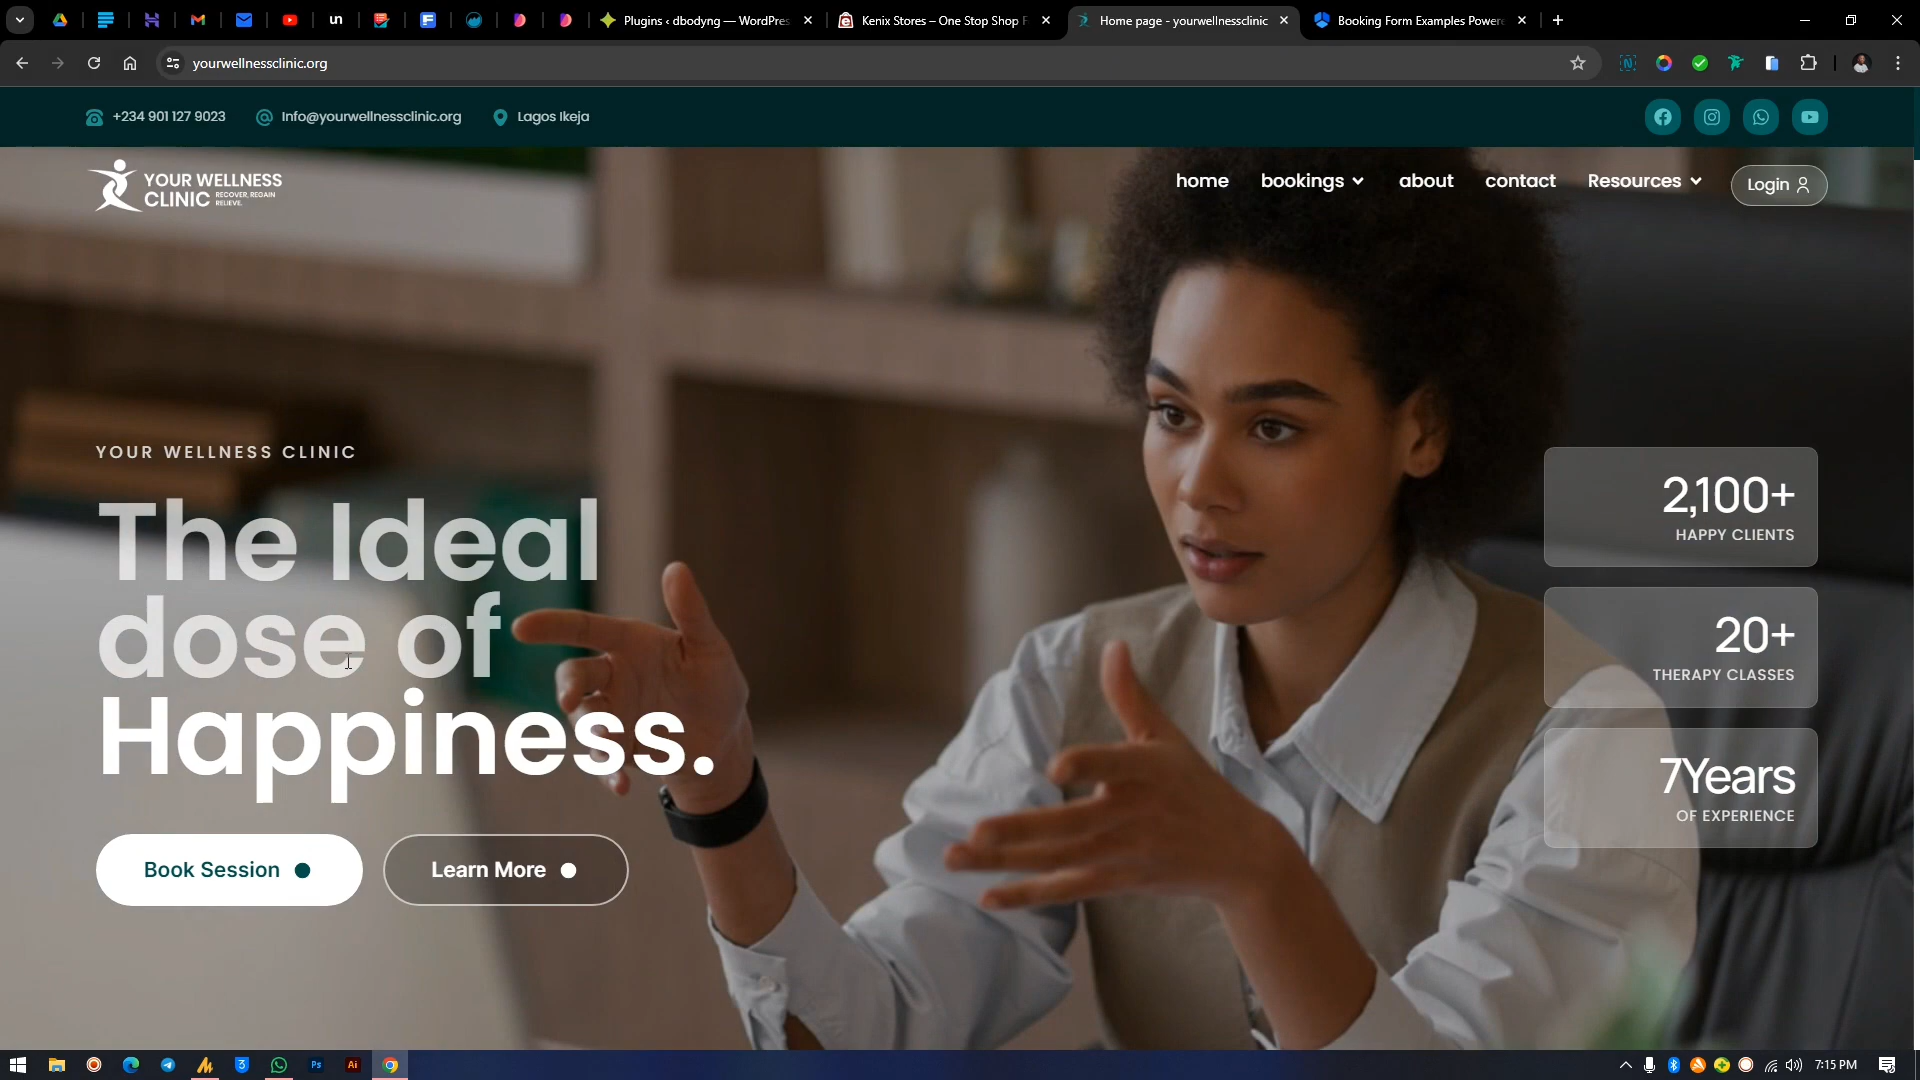 Plugins ‹ dbodyng — WordPres
Kenix Stores – One Stop Shop F
Home page - yourwellnessclinic
Booking Form Examples Powere
yourwellnessclinic.org
+234 901 127 9023
Info@yourwellnessclinic.org
Lagos Ikeja
YOUR WELLNESS
CLINIC RECOVER, REGAIN
RELIEVE.
home
bookings
about
contact
Resources
Login
YOUR WELLNESS CLINIC
The Ideal
dose of
Happiness.
Book Session
Learn More
2,100+
HAPPY CLIENTS
20+
THERAPY CLASSES
7Years
OF EXPERIENCE
7:15 PM